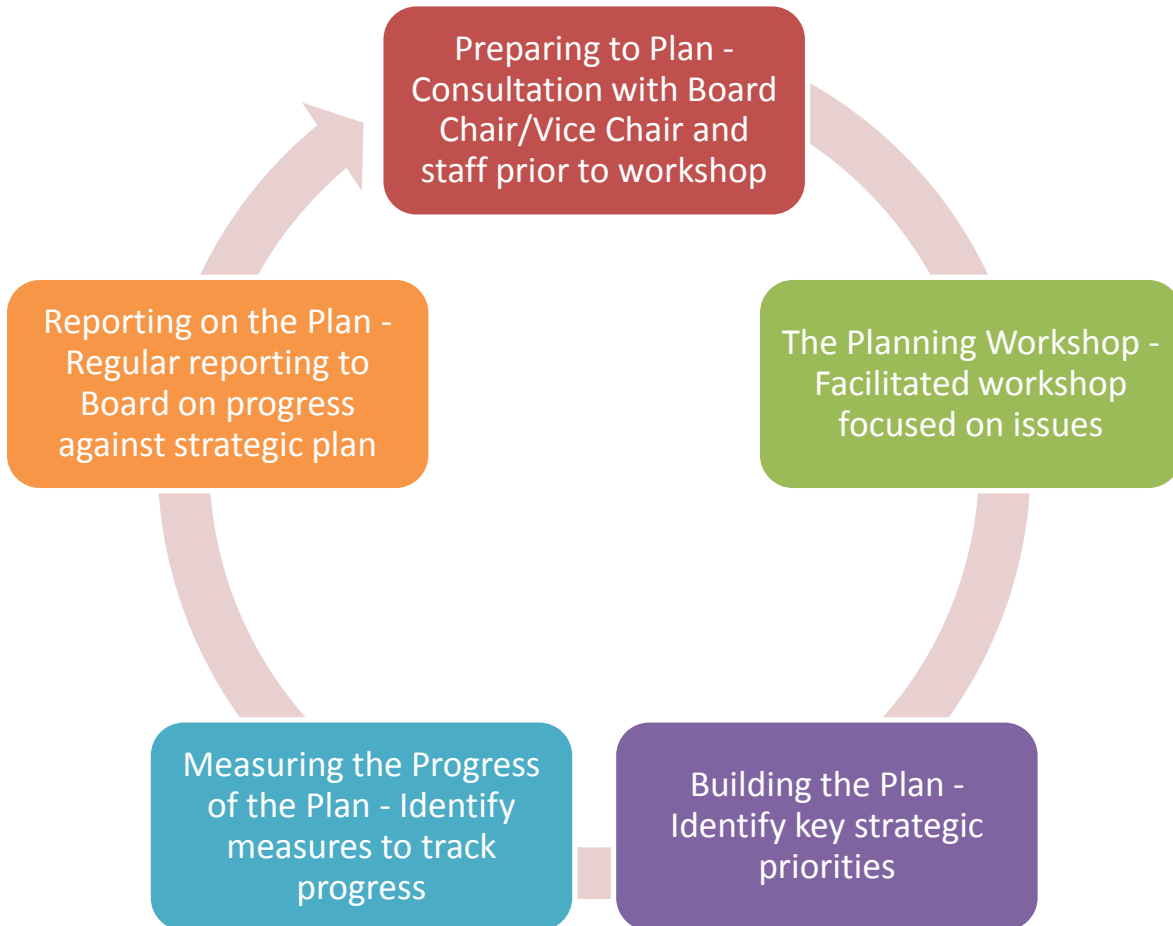 Preparing to Plan -
Consultation with Board
Chair/Vice Chair and
staff prior to workshop
The Planning Workshop -
Facilitated workshop
focused on issues
Building the Plan -
Identify key strategic
priorities
Measuring the Progress
of the Plan - Identify
measures to track
progress
Reporting on the Plan -
Regular reporting to
Board on progress
against strategic plan